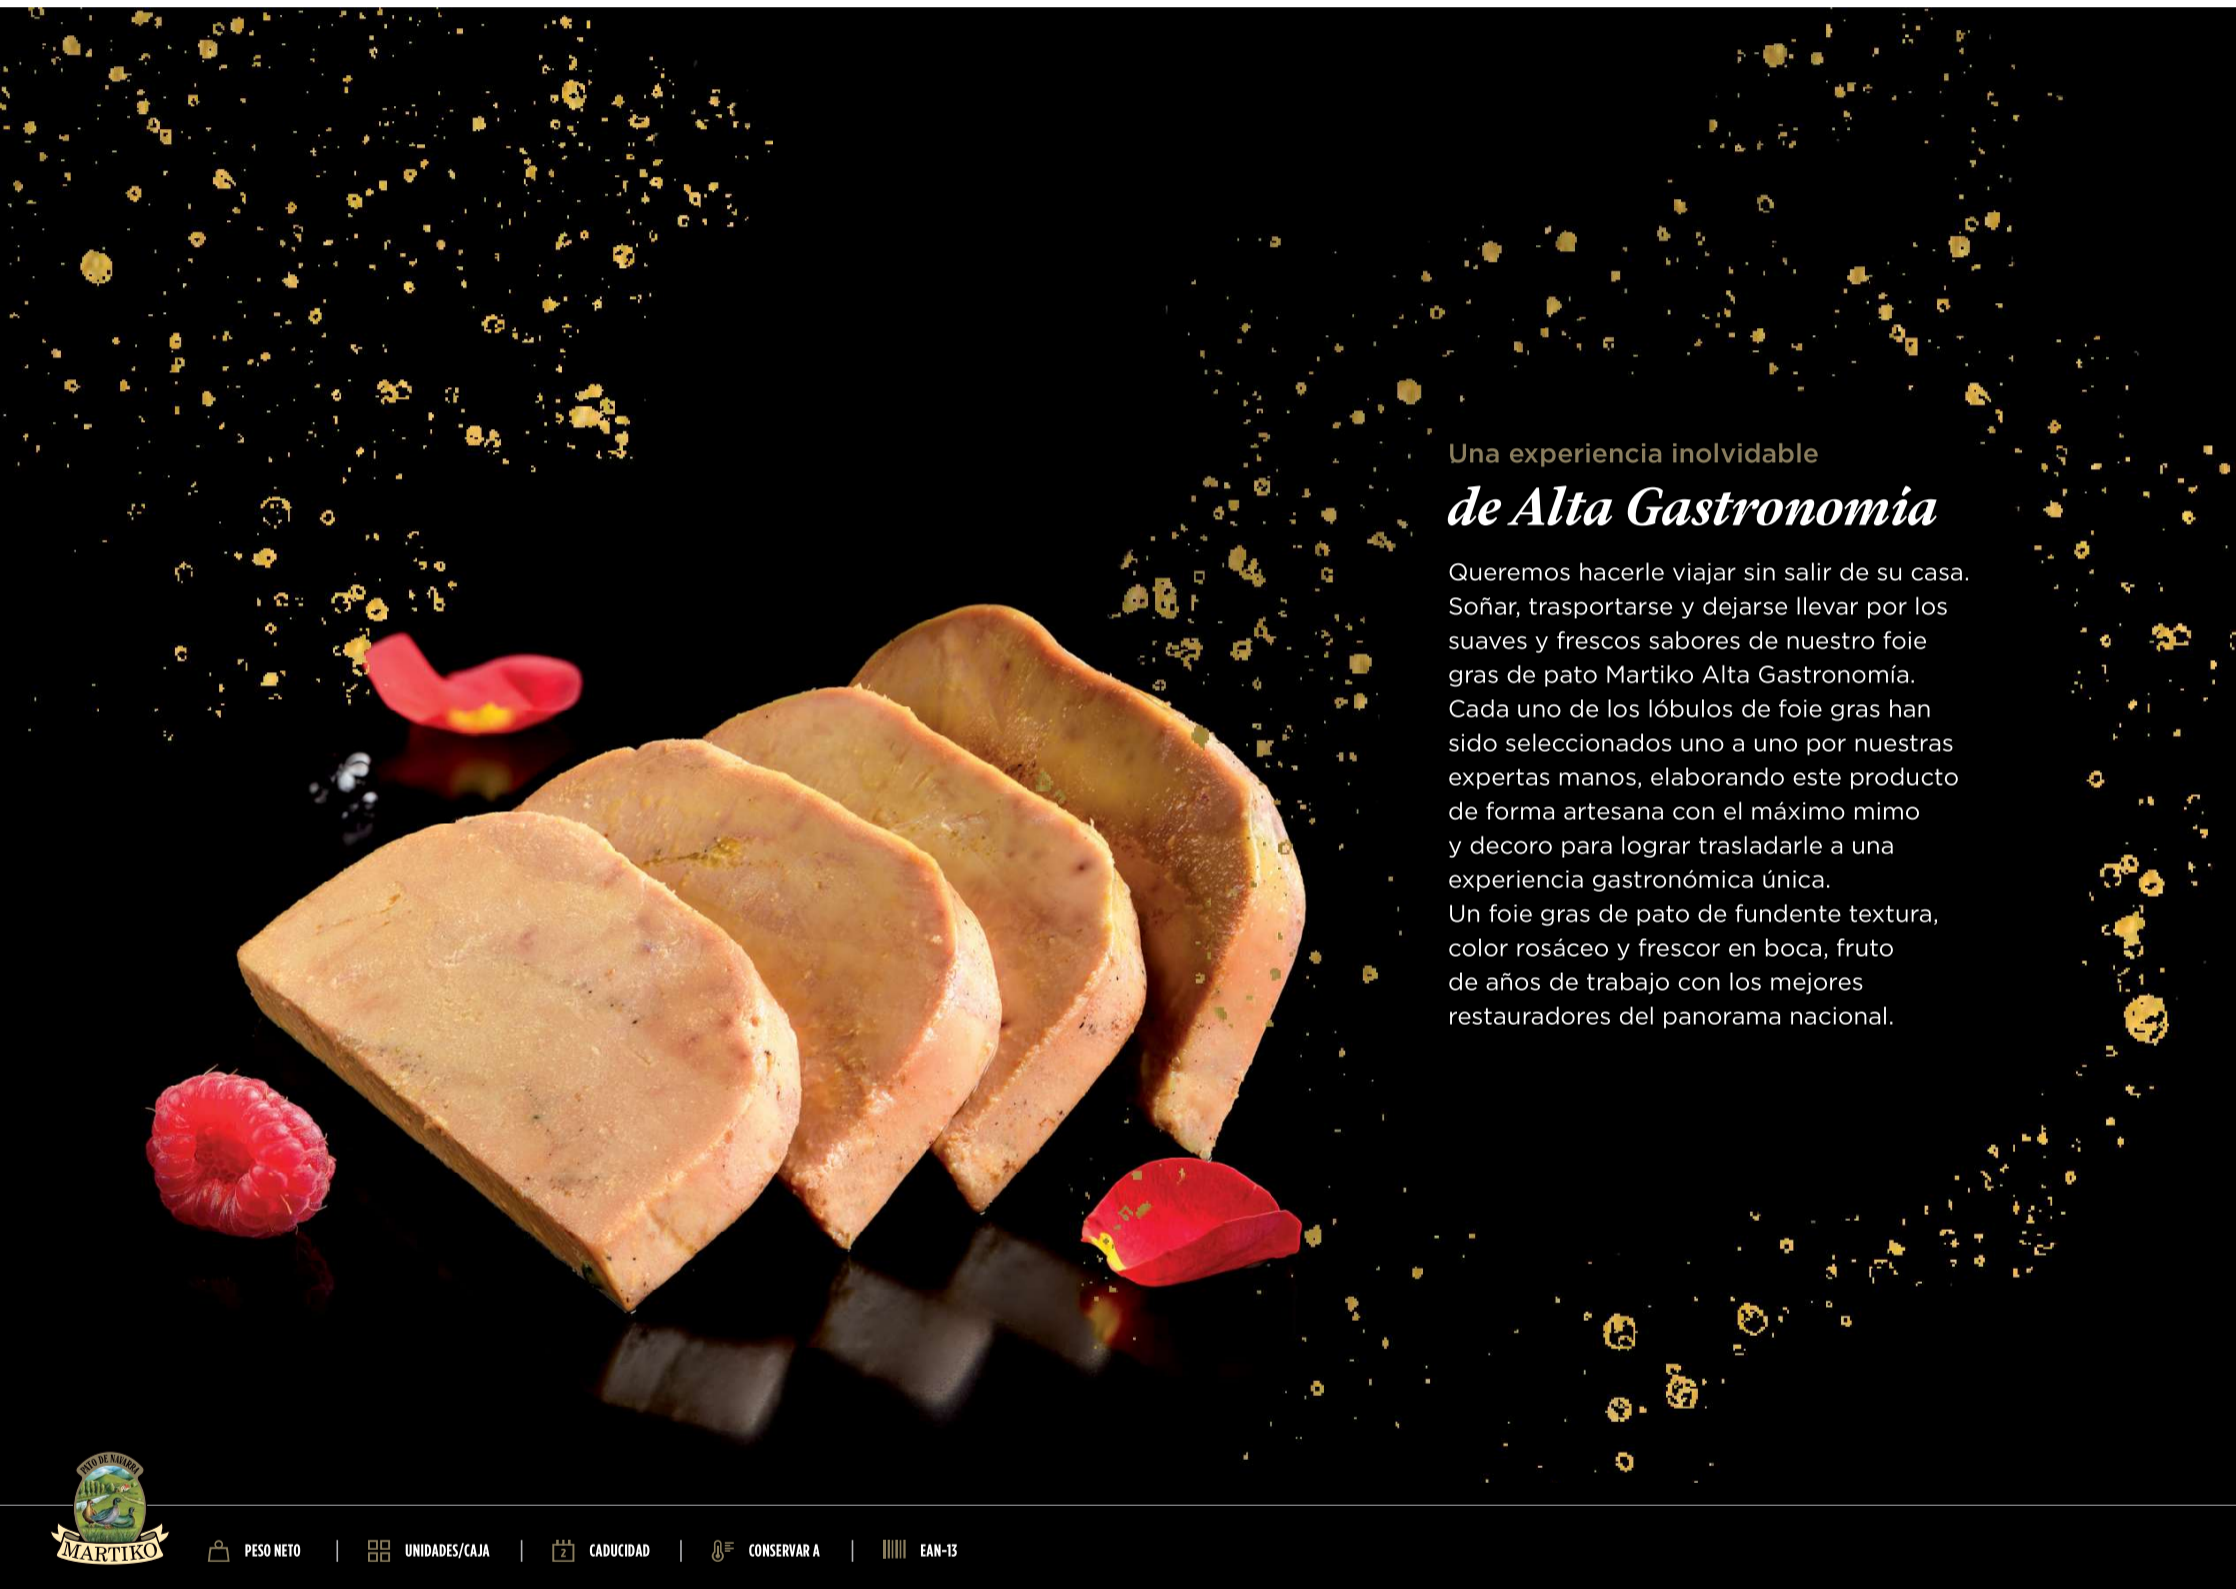 Una experiencia inolvidable
de Alta Gastronomía
Queremos hacerle viajar sin salir de su casa.
Soñar, trasportarse y dejarse llevar por los
suaves y frescos sabores de nuestro foie
gras de pato Martiko Alta Gastronomía.
Cada uno de los lóbulos de foie gras han
sido seleccionados uno a uno por nuestras
expertas manos, elaborando este producto
de forma artesana con el máximo mimo
y decoro para lograr trasladarle a una
experiencia gastronómica única.
Un foie gras de pato de fundente textura,
color rosáceo y frescor en boca, fruto
de años de trabajo con los mejores
restauradores del panorama nacional.
PATO DE NAVARRA
MARTIKO
PESO NETO
UNIDADES/CAJA
2
CADUCIDAD
CONSERVAR A
EAN-13